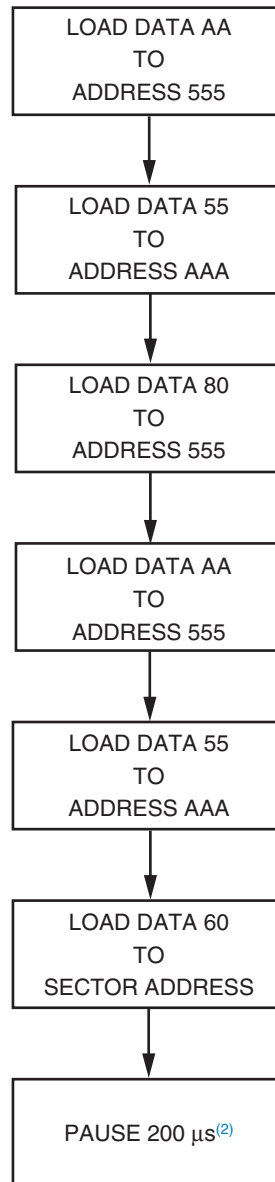 LOAD DATA AA
TO
ADDRESS 555
LOAD DATA 55
TO
ADDRESS AAA
LOAD DATA 80
TO
ADDRESS 555
LOAD DATA AA
TO
ADDRESS 555
LOAD DATA 55
TO
ADDRESS AAA
LOAD DATA 60
TO
SECTOR ADDRESS
PAUSE 200 μs(2)